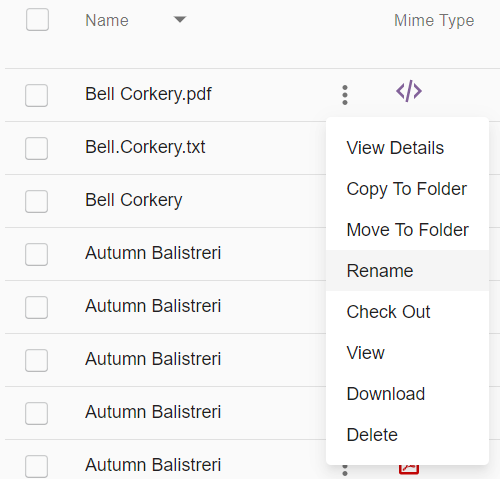 Name Mime Type
Bell Corkery.pdf
Bell.Corkery.txt
View Details
Copy To Folder
Bell Corkery
Move To Folder
Autumn Balistreri
Rename
Autumn Balistreri
Check Out
Autumn Balistreri
View
Autumn Balistreri
Download
Delete
Autumn Balistreri